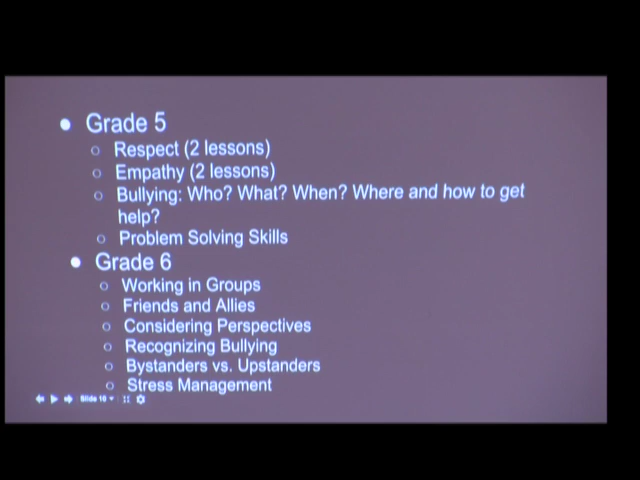 ● Grade 5
○ Respect (2 lessons)
○ Empathy (2 lessons)
○ Bullying: Who? What? When? Where and how to get
help?
○ Problem Solving Skills
● Grade 6
○ Working in Groups
○ Friends and Allies
○ Considering Perspectives
○ Recognizing Bullying
○ Bystanders vs. Upstanders
○ Stress Management
Slide 10